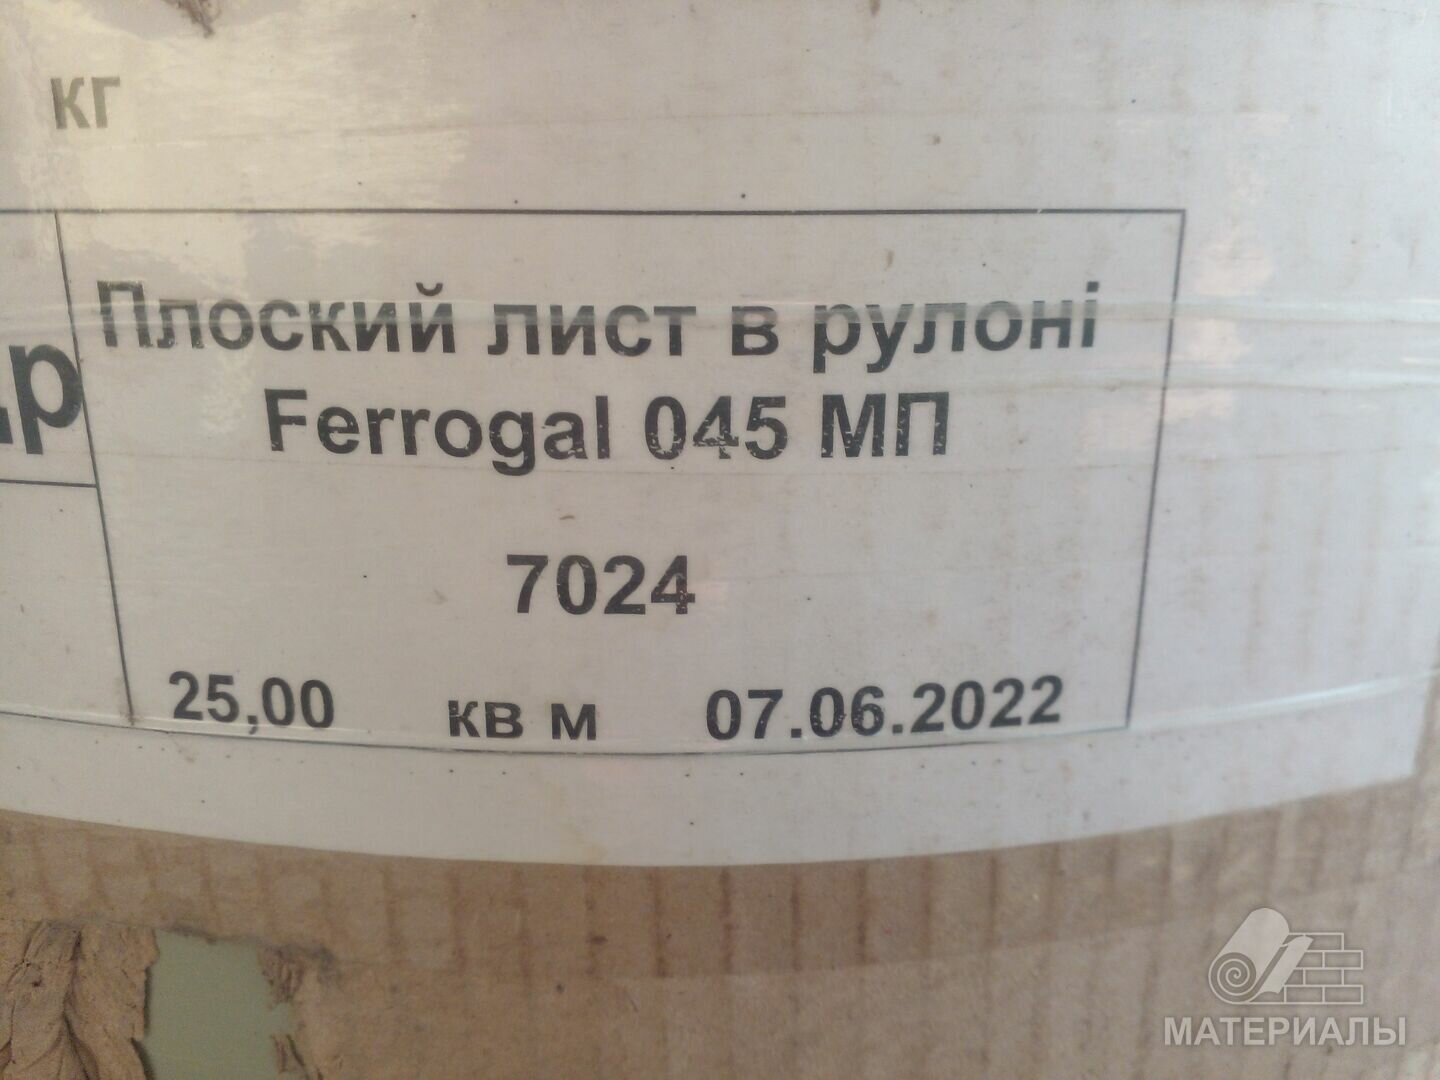 кг
Плоский лист в рулоні
Ferrogal 045 МП
7024
25,00 кв м 07.06.2022
МАТЕРИАЛЫ